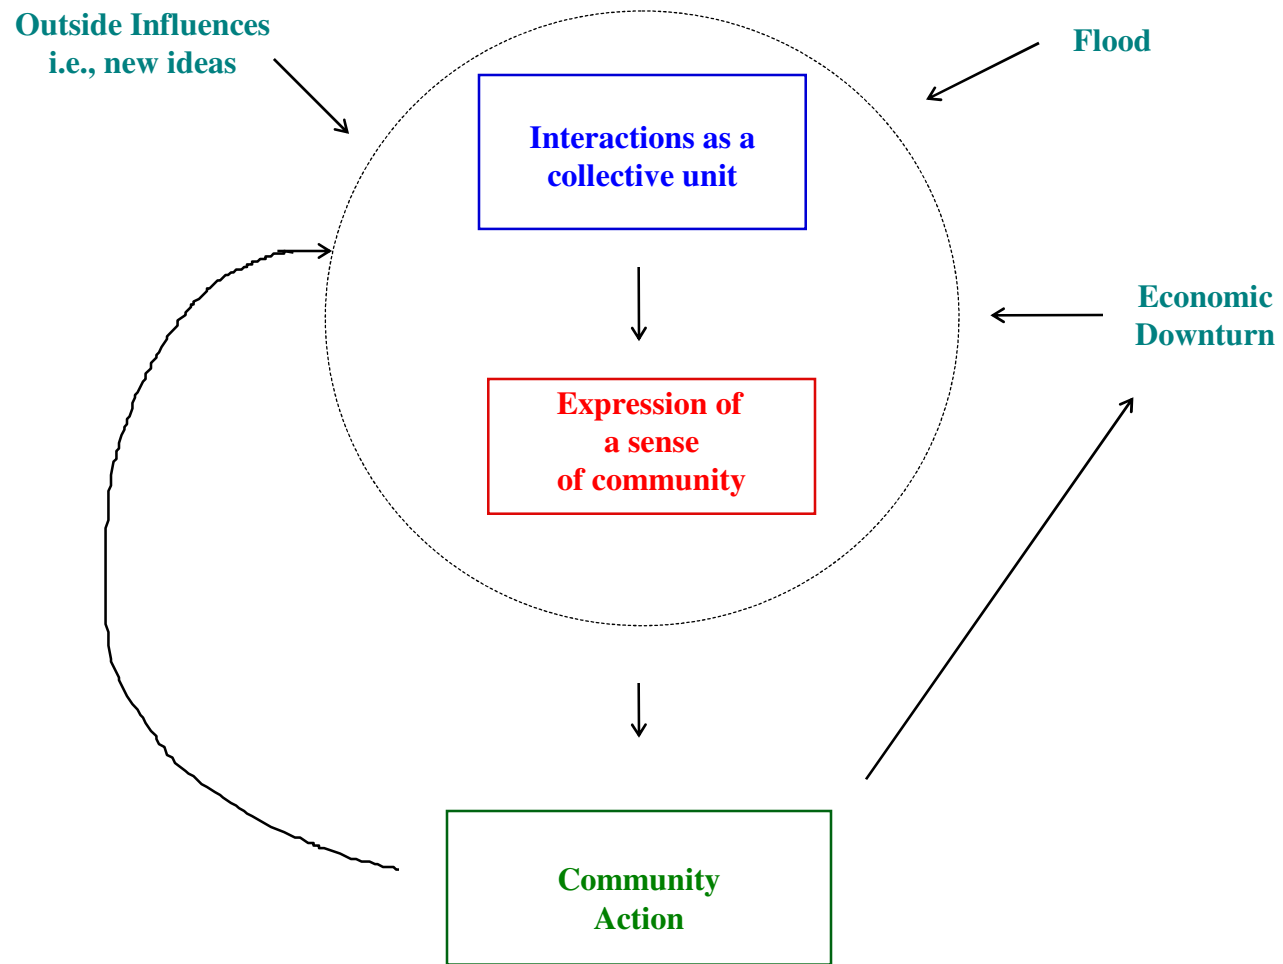 Outside Influences
i.e., new ideas
Flood
Interactions as a
collective unit
Economic
Downturn
Expression of
a sense
of community
Community
Action